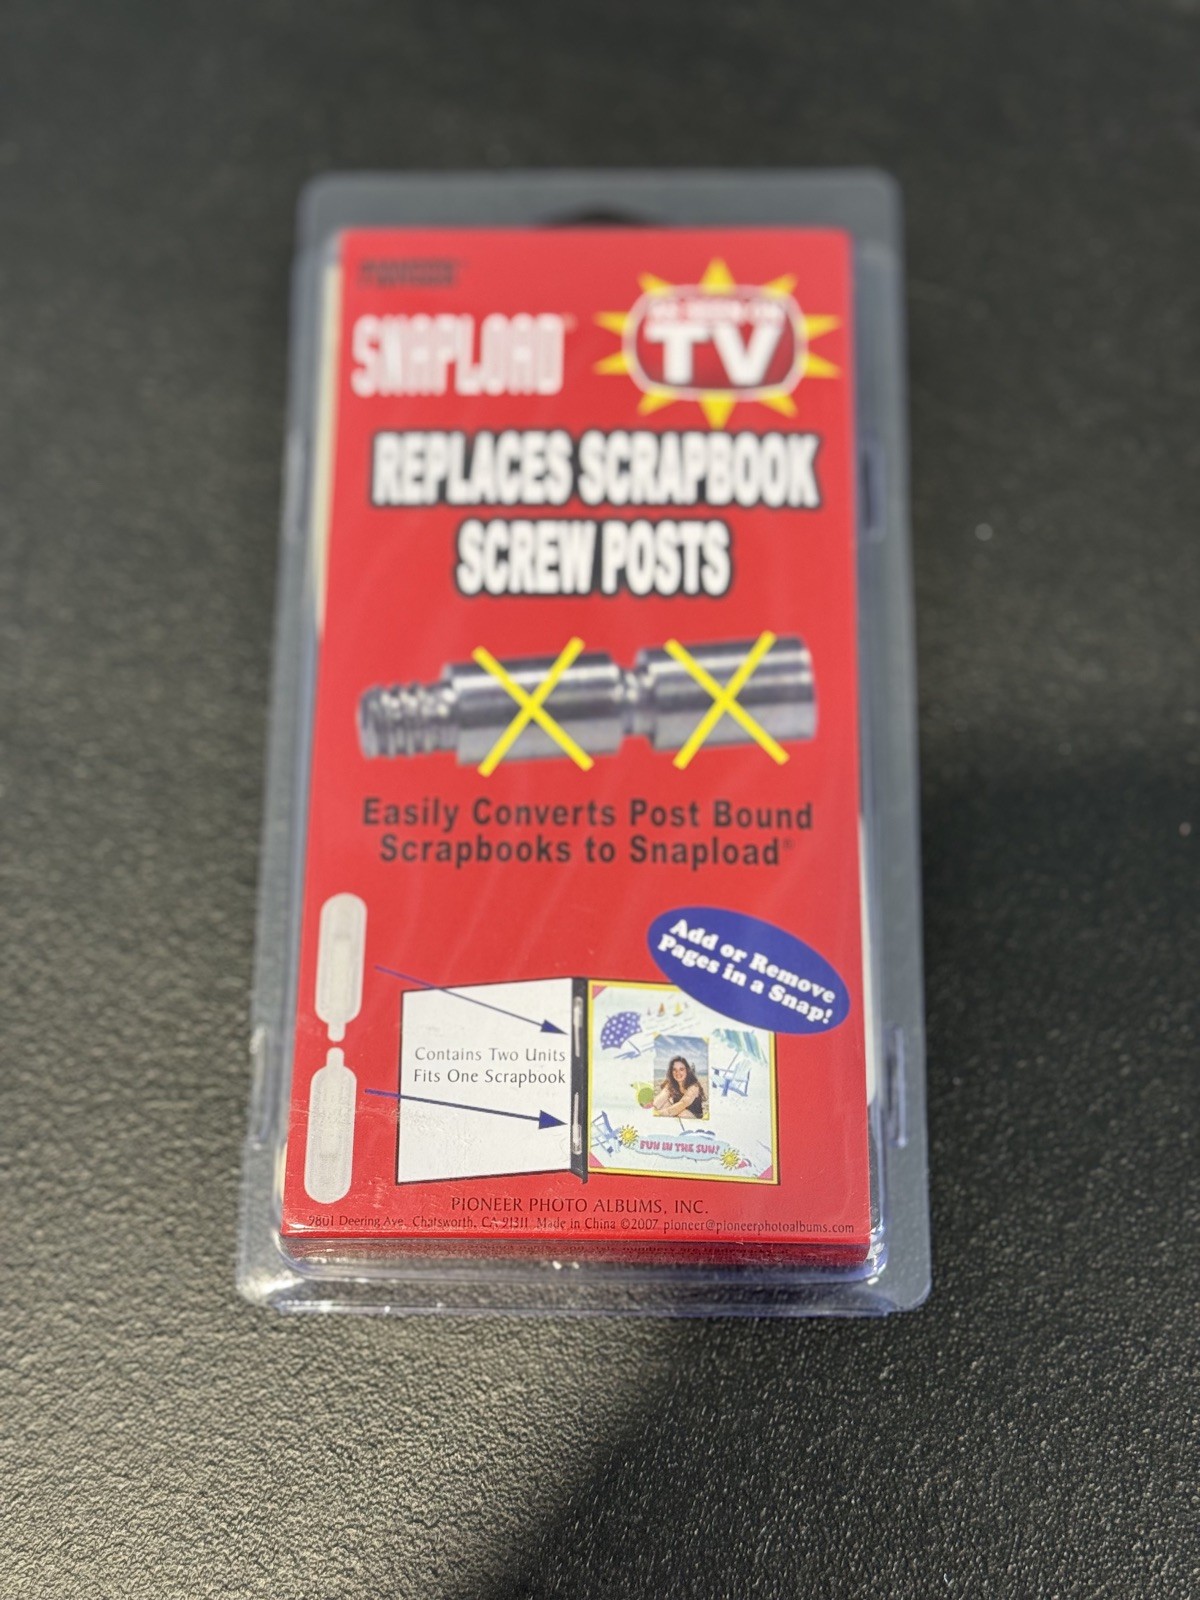 SNAPLOAD
AS SEEN ON
TV
REPLACES SCRAPBOOK
SCREW POSTS
Easily Converts Post Bound
Scrapbooks to Snapload®
Add or Remove
Pages in a Snap!
Contains Two Units
Fits One Scrapbook
FUN IN THE SUN!
PIONEER PHOTO ALBUMS, INC.
9801 Deering Ave., Chatsworth, CA 91311 Made in China ©2007 pioneer@pioneerphotoalbums.com